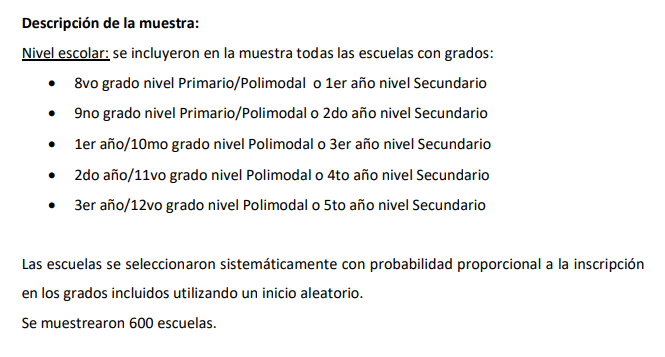 Descripción de la muestra:
Nivel escolar: se incluyeron en la muestra todas las escuelas con grados:
• 8vo grado nivel Primario/Polimodal o 1er año nivel Secundario
• 9no grado nivel Primario/Polimodal o 2do año nivel Secundario
• 1er año/10mo grado nivel Polimodal o 3er año nivel Secundario
• 2do año/11vo grado nivel Polimodal o 4to año nivel Secundario
• 3er año/12vo grado nivel Polimodal o 5to año nivel Secundario
Las escuelas se seleccionaron sistemáticamente con probabilidad proporcional a la inscripción
en los grados incluidos utilizando un inicio aleatorio.
Se muestrearon 600 escuelas.